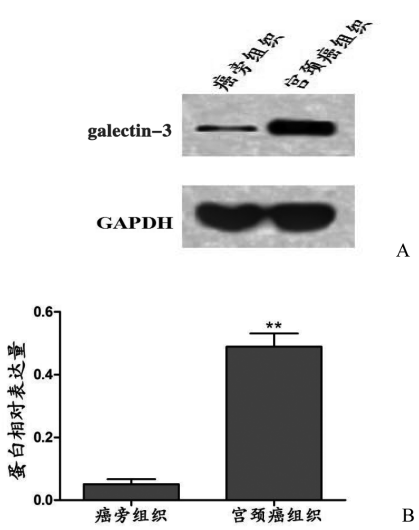 癌旁组织
宫颈癌组织
galectin-3
GAPDH
A
蛋白相对表达量
0.6
0.4
0.2
0.0
**
癌旁组织
宫颈癌组织
B